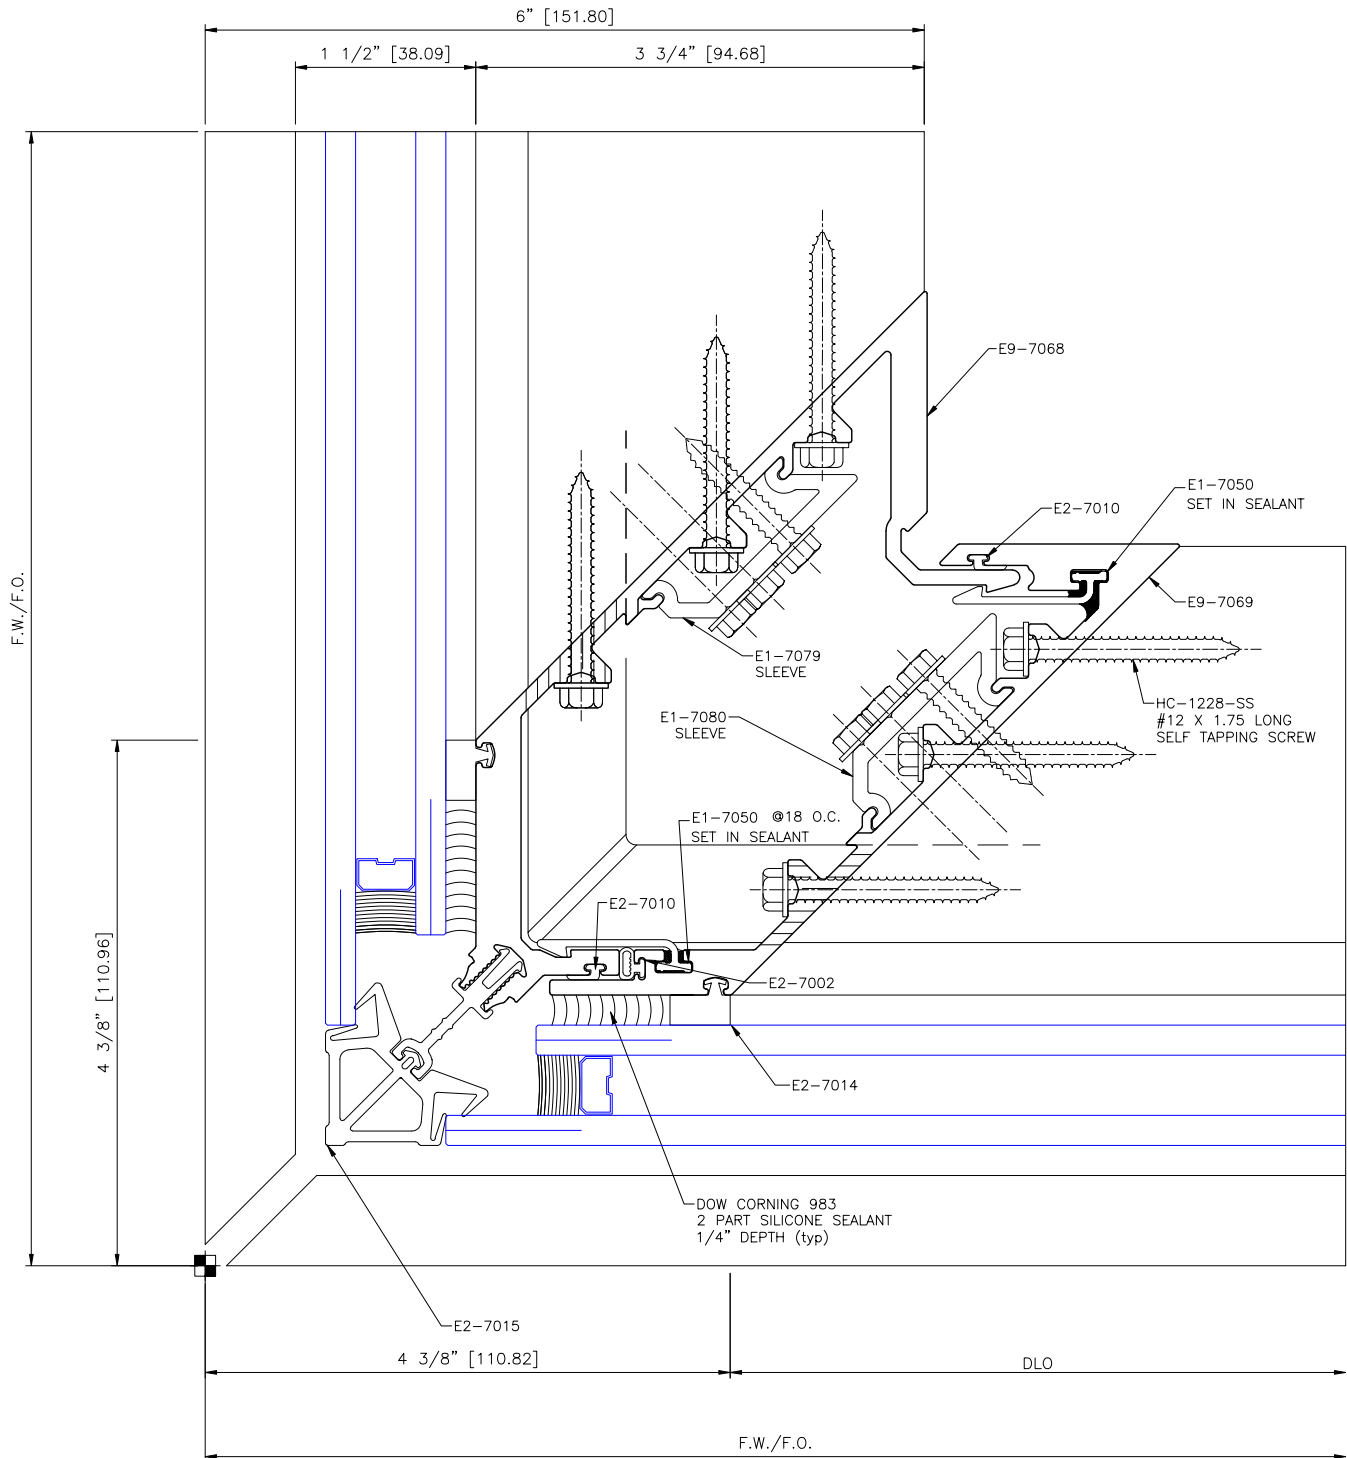 6" [151.80]
1 1/2" [38.09]
3 3/4" [94.68]
F.W./F.O.
E9-7068
E1-7050
SET IN SEALANT
E2-7010
E9-7069
E1-7079
SLEEVE
HC-1228-SS
#12 X 1.75 LONG
SELF TAPPING SCREW
E1-7080
SLEEVE
E1-7050 @18 O.C.
SET IN SEALANT
E2-7010
E2-7002
4 3/8" [110.96]
E2-7014
DOW CORNING 983
2 PART SILICONE SEALANT
1/4" DEPTH (typ)
E2-7015
4 3/8" [110.82]
DLO
F.W./F.O.